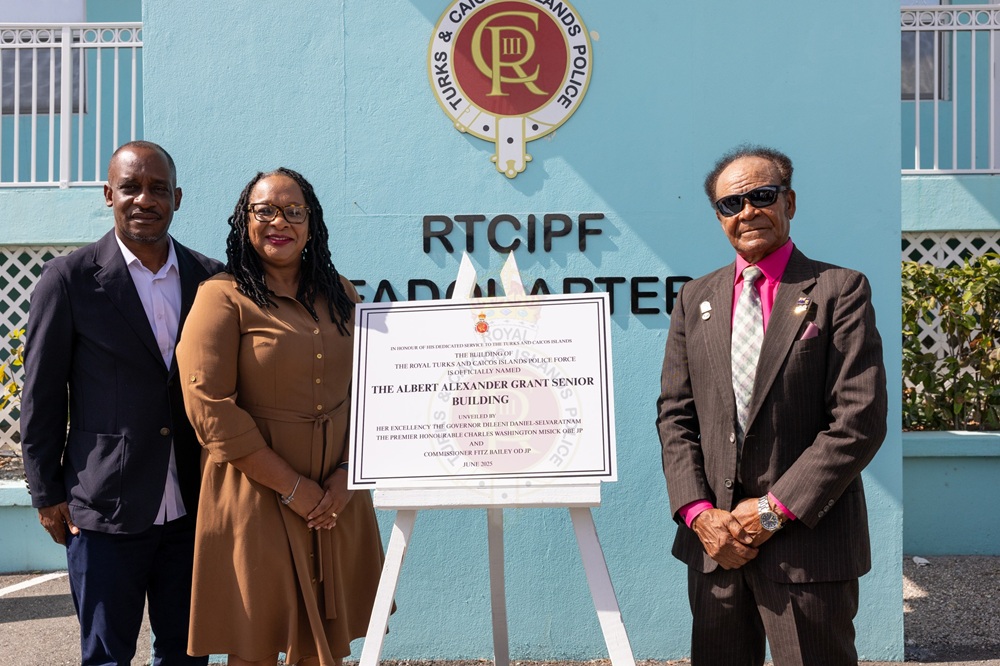 TURKS & CAICOS ISLANDS POLICE
CR III
RTCIPF
HEADQUARTER
IN HONOUR OF HIS DEDICATED SERVICE TO THE TURKS AND CAICOS ISLANDS
THE BUILDING OF
THE ROYAL TURKS AND CAICOS ISLANDS POLICE FORCE
IS OFFICIALLY NAMED
THE ALBERT ALEXANDER GRANT SENIOR
BUILDING
UNVEILED BY
HER EXCELLENCY THE GOVERNOR DILEENI DANIEL-SELVARATNAM
THE PREMIER HONOURABLE CHARLES WASHINGTON MISICK OBE JP
AND
COMMISSIONER FITZ BAILEY OD JP
JUNE 2025